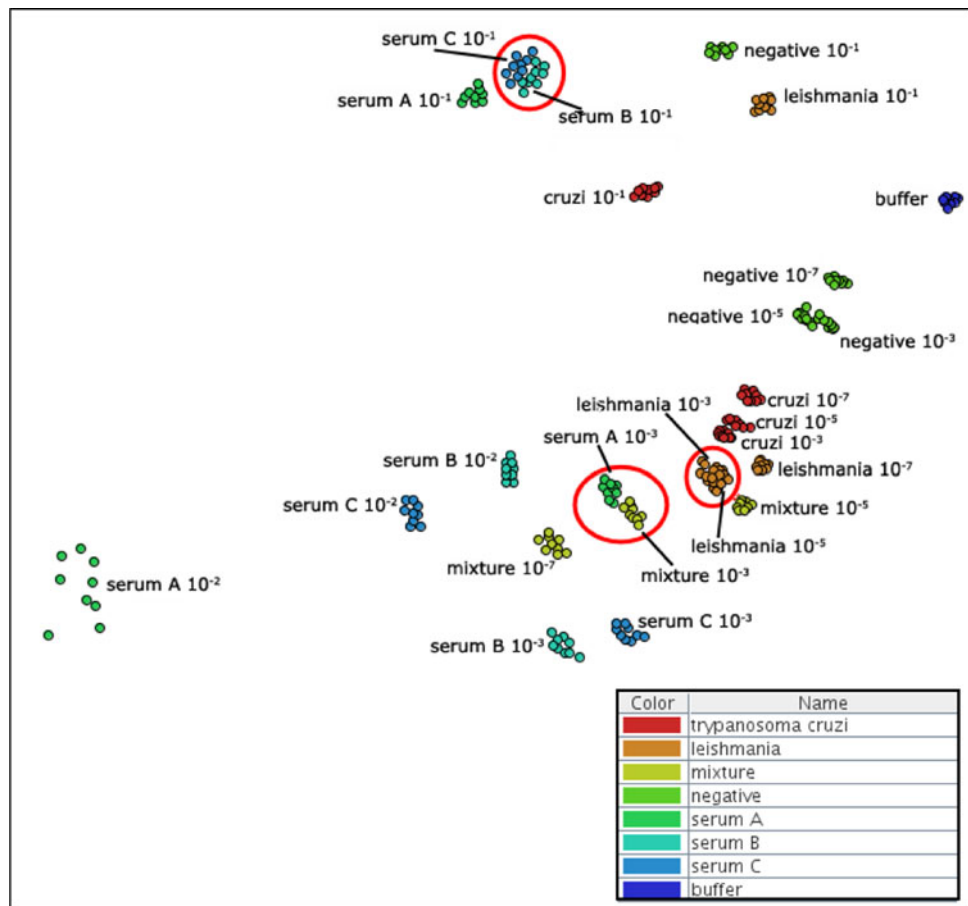 serum C 10⁻¹
negative 10⁻¹
serum A 10⁻¹
leishmania 10⁻¹
serum B 10⁻¹
cruzi 10⁻¹
buffer
negative 10⁻⁷
negative 10⁻⁵
negative 10⁻³
leishmania 10⁻³
cruzi 10⁻⁷
cruzi 10⁻⁵
serum A 10⁻³
cruzi 10⁻³
serum B 10⁻²
leishmania 10⁻⁷
serum C 10⁻²
mixture 10⁻⁵
leishmania 10⁻⁵
mixture 10⁻⁷
mixture 10⁻³
serum A 10⁻²
serum C 10⁻³
serum B 10⁻³
Color Name
trypanosoma cruzi
leishmania
mixture
negative
serum A
serum B
serum C
buffer